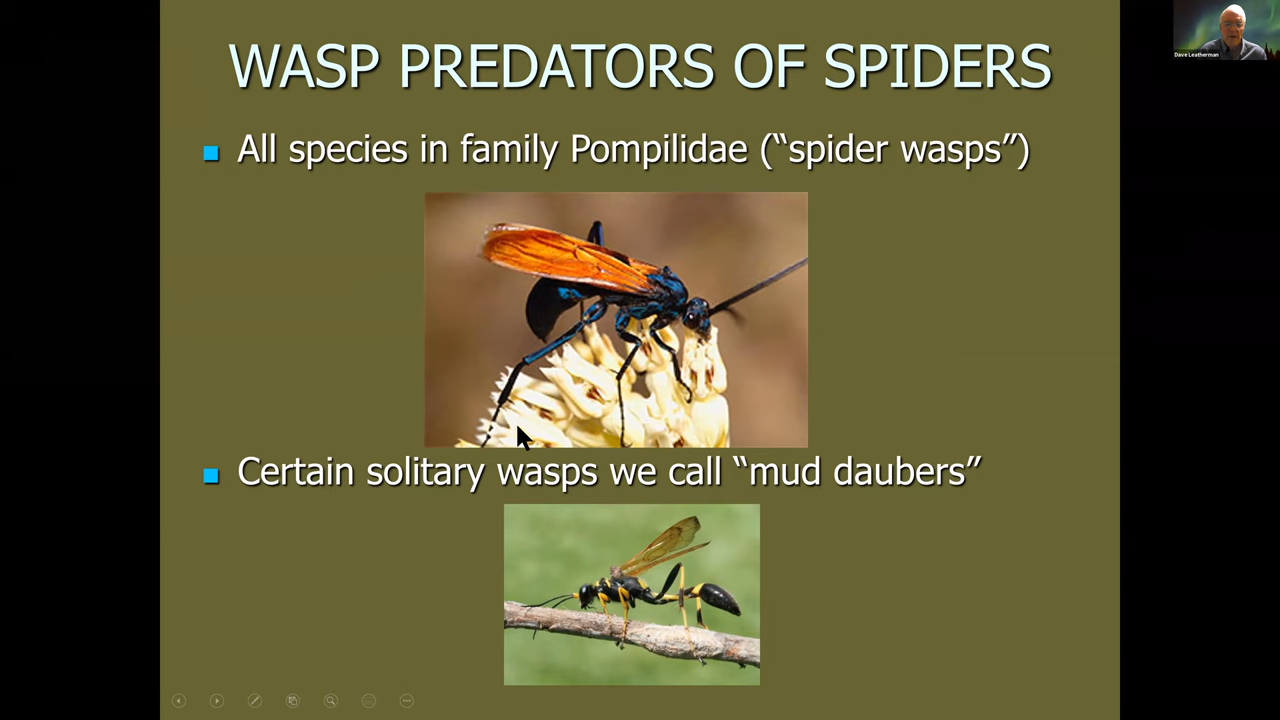 WASP PREDATORS OF SPIDERS
All species in family Pompilidae (“spider wasps”)
Certain solitary wasps we call “mud daubers”
Dave Leatherman